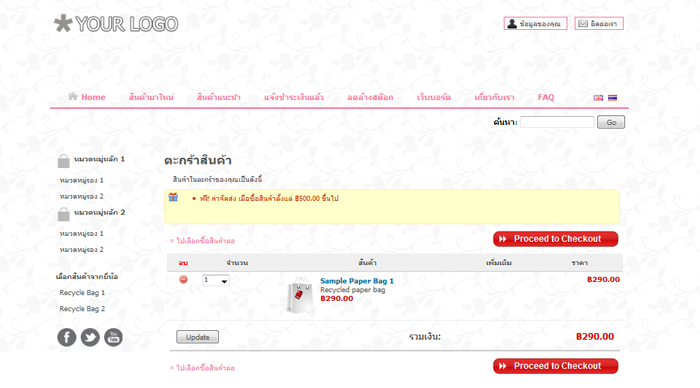 YOUR LOGO
ข้อมูลของคุณ
ติดต่อเรา
Home สินค้ามาใหม่ สินค้าแนะนำ แจ้งชำระเงินแล้ว ลดล้างสต๊อก เว็บบอร์ด เกี่ยวกับเรา FAQ
ค้นหา: Go
หมวดหมู่หลัก 1
หมวดหมู่รอง 1
หมวดหมู่รอง 2
หมวดหมู่หลัก 2
หมวดหมู่รอง 1
หมวดหมู่รอง 2
เลือกสินค้าจากยี่ห้อ
Recycle Bag 1
Recycle Bag 2
ตะกร้าสินค้า
สินค้าในตะกร้าของคุณเป็นดังนี้
ฟรี! ค่าจัดส่ง เมื่อซื้อสินค้าตั้งแต่ ฿500.00 ขึ้นไป
« ไปเลือกซื้อสินค้าต่อ
Proceed to Checkout
ลบ จำนวน สินค้า เพิ่มเติม ราคา
1 Sample Paper Bag 1 ฿290.00
Recycled paper bag
฿290.00
Update รวมเงิน: ฿290.00
« ไปเลือกซื้อสินค้าต่อ
Proceed to Checkout